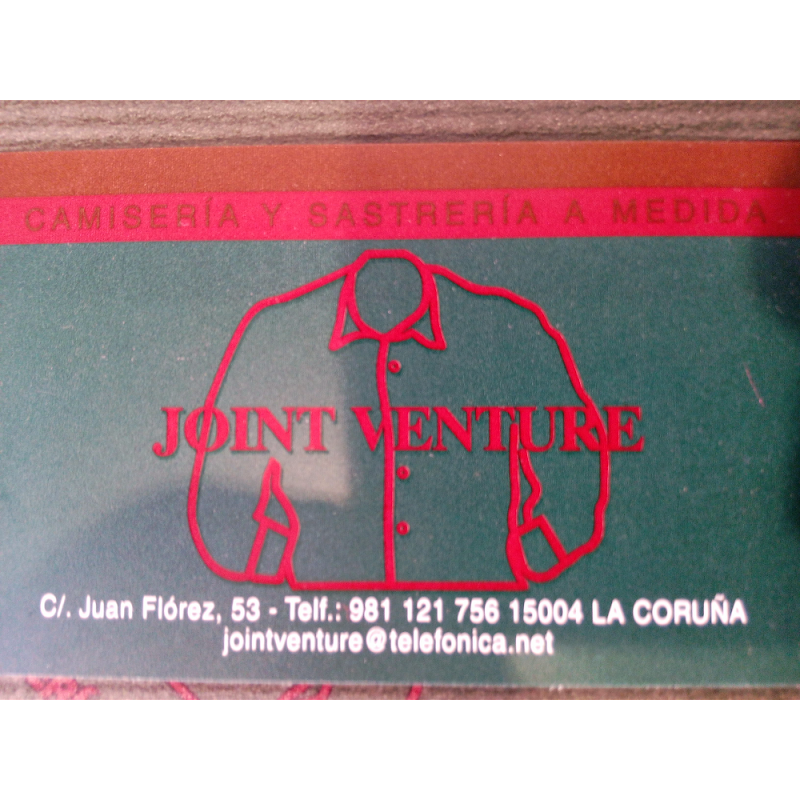 CAMISERÍA Y SASTRERÍA A MEDIDA
JOINT VENTURE
C/. Juan Flórez, 53 - Telf.: 981 121 756 15004 LA CORUÑA
jointventure@telefonica.net